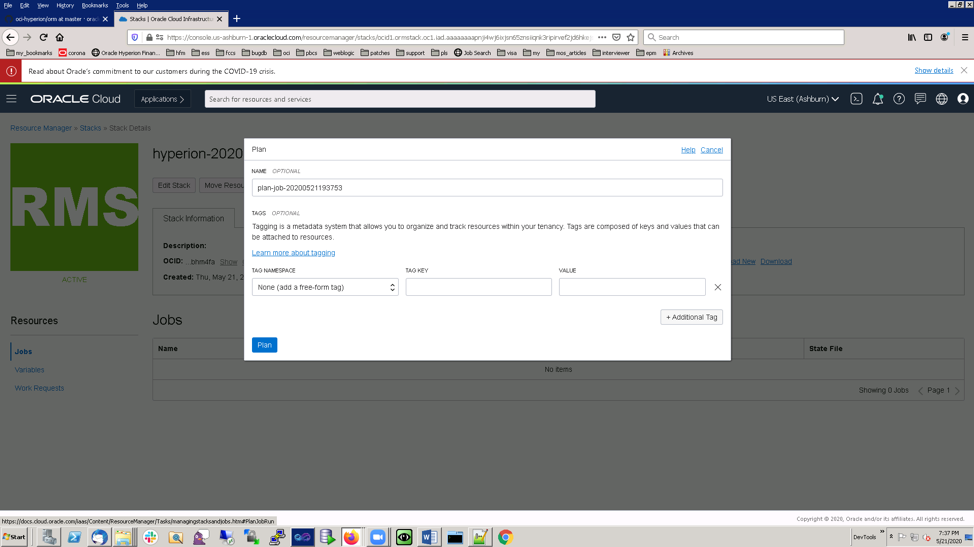 File Edit View History Bookmarks Tools Help
oci-hyperion/orm at master - orac
Stacks | Oracle Cloud Infrastructu
https://console.us-ashburn-1.oraclecloud.com/resourcemanager/stacks/
Search
my_bookmarks corona Oracle Hyperion Finan... hfm ess fccs bugdb oci pbcs weblogic patches support pls Job Search visa my mos_articles interviewer epm Archives
Read about Oracle's commitment to our customers during the COVID-19 crisis.
Show details
ORACLE Cloud
Applications
Search for resources and services
US East (Ashburn)
Resource Manager » Stacks » Stack Details
RMS
ACTIVE
hyperion-2020
Edit Stack
Move Resou
Stack Information
Description:
OCID: ...bhm4fa Show
Created: Thu, May 21, 2
Download
Plan
Help Cancel
NAME OPTIONAL
plan-job-20200521193753
TAGS OPTIONAL
Tagging is a metadata system that allows you to organize and track resources within your tenancy. Tags are composed of keys and values that can
be attached to resources.
Learn more about tagging
TAG NAMESPACE TAG KEY VALUE
None (add a free-form tag)
+ Additional Tag
Plan
Resources
Jobs
Variables
Work Requests
Jobs
Name
State File
No items
Showing 0 Jobs
Page 1
Copyright © 2020, Oracle and/or its affiliates. All rights reserved.
https://docs.cloud.oracle.com/iaas/Content/ResourceManager/Tasks/managingstacksandjobs.htm#PlanJobRun
Start
DevTools
7:37 PM
5/21/2020